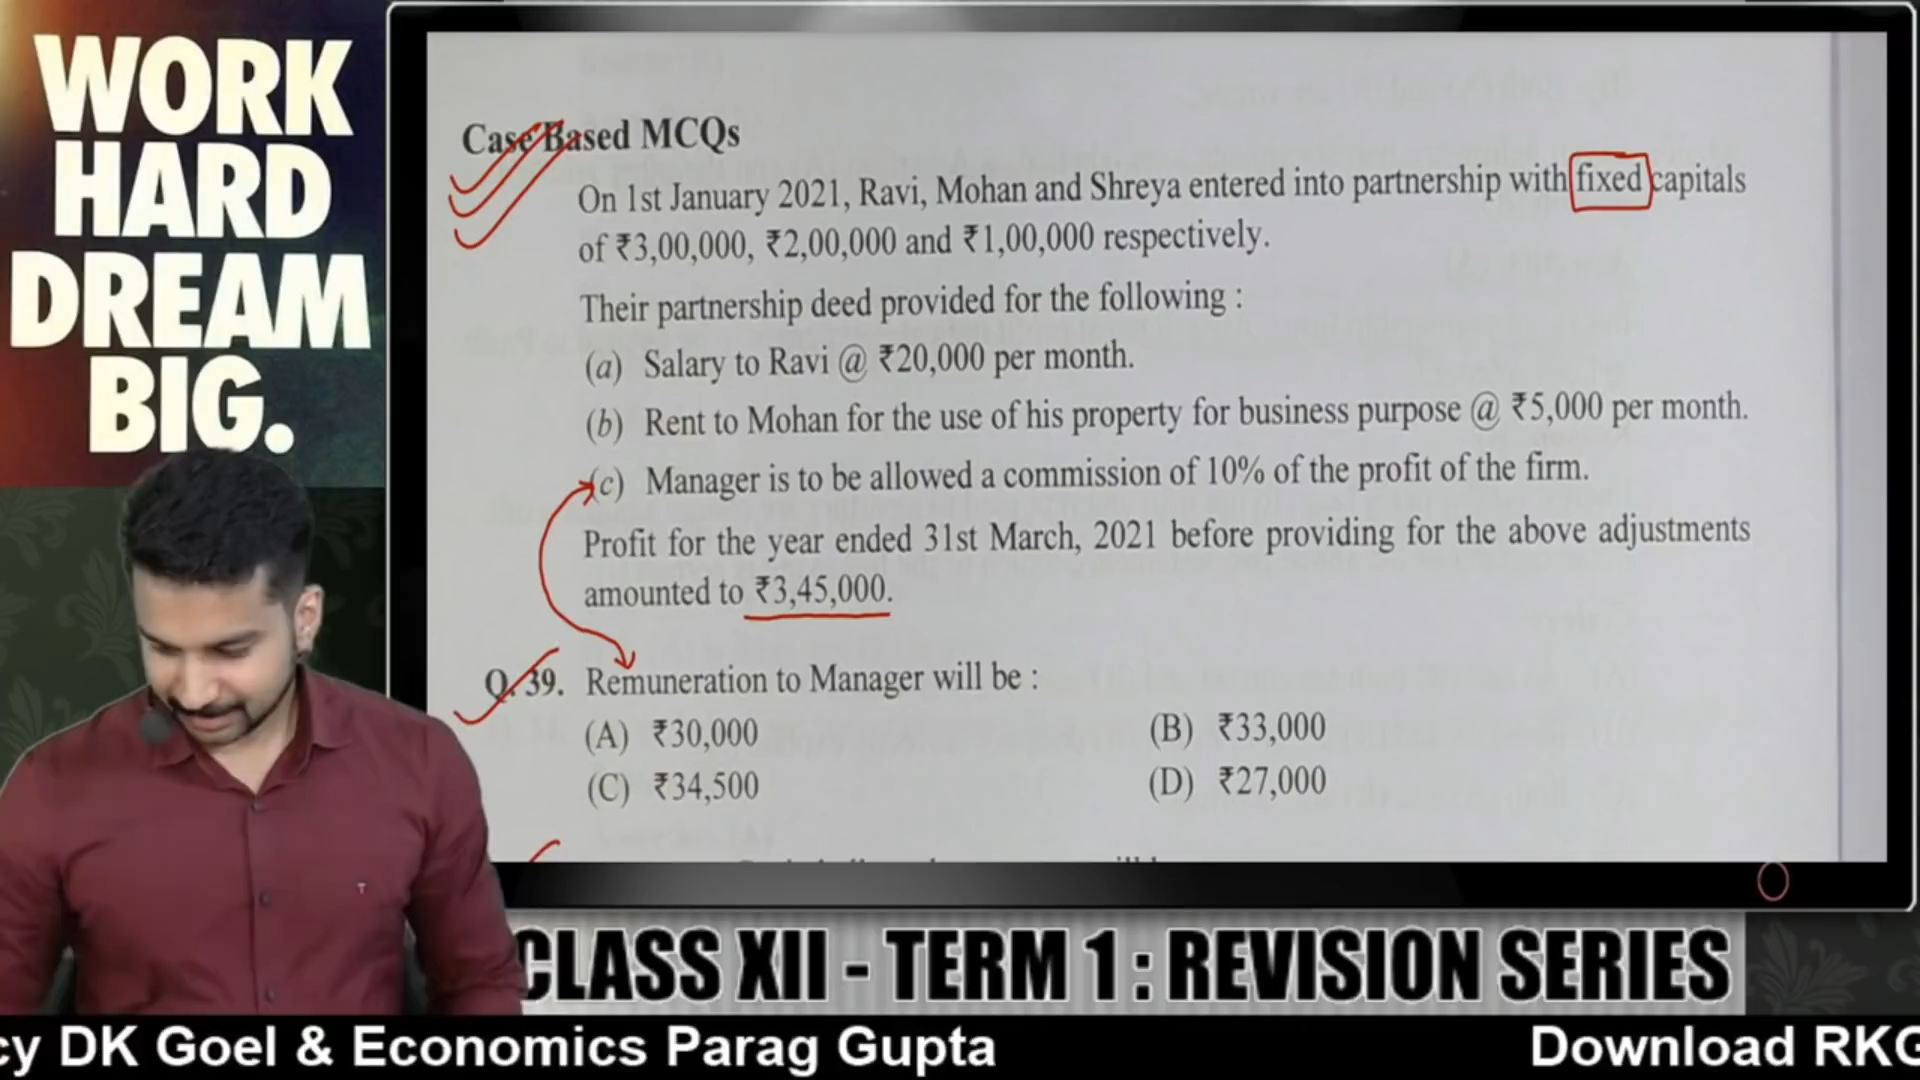 WORK
HARD
DREAM
BIG.
Case Based MCQs
On 1st January 2021, Ravi, Mohan and Shreya entered into partnership with fixed capitals
of ₹3,00,000, ₹2,00,000 and ₹1,00,000 respectively.
Their partnership deed provided for the following :
(a) Salary to Ravi @ ₹20,000 per month.
(b) Rent to Mohan for the use of his property for business purpose @ ₹5,000 per month.
(c) Manager is to be allowed a commission of 10% of the profit of the firm.
Profit for the year ended 31st March, 2021 before providing for the above adjustments
amounted to ₹3,45,000.
Q. 39. Remuneration to Manager will be :
(A) ₹30,000 (B) ₹33,000
(C) ₹34,500 (D) ₹27,000
CLASS XII - TERM 1 : REVISION SERIES
cy DK Goel & Economics Parag Gupta Download RKG